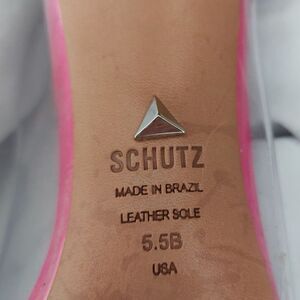 SCHUTZ
MADE IN BRAZIL
LEATHER SOLE
5.5B
USA